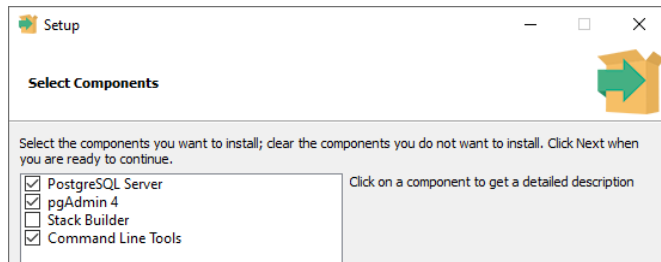 Setup
Select Components
Select the components you want to install; clear the components you do not want to install. Click Next when
you are ready to continue.
PostgreSQL Server
Click on a component to get a detailed description
pgAdmin 4
Stack Builder
Command Line Tools